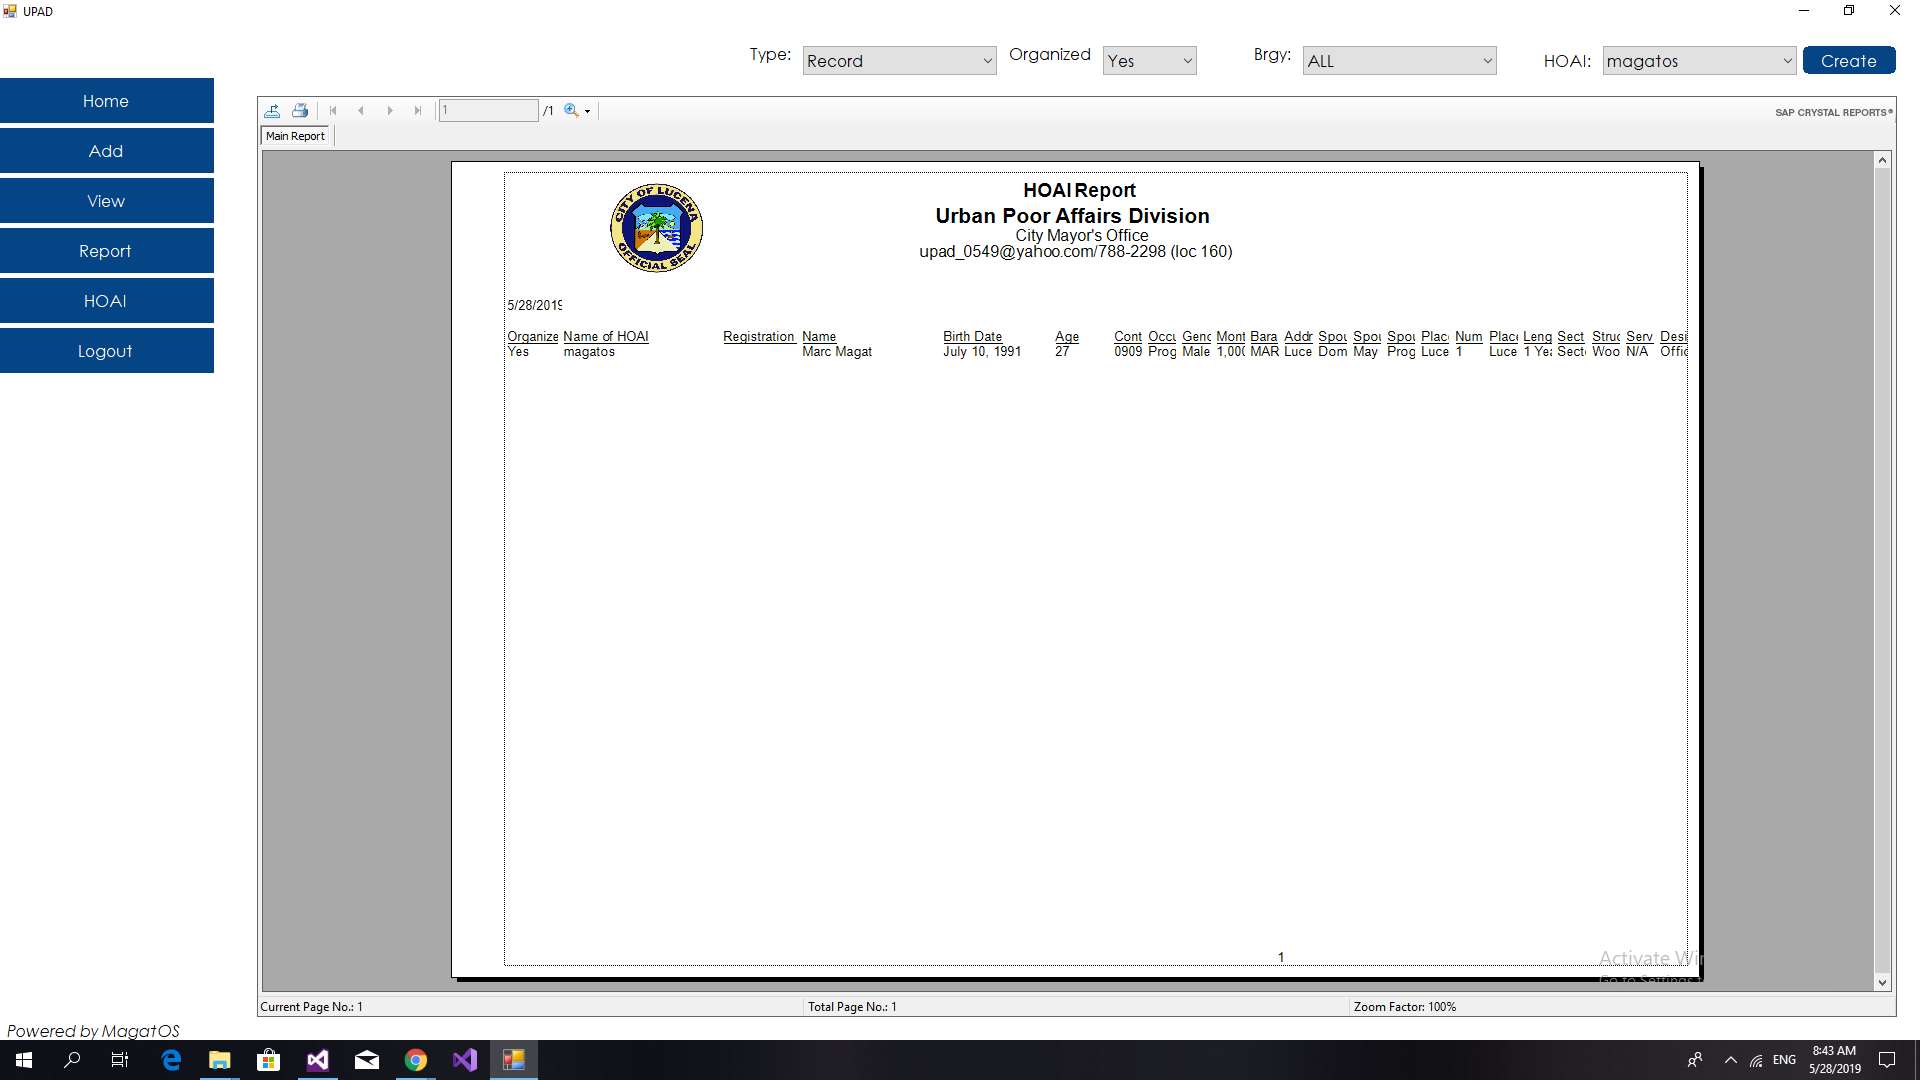 UPAD
Type: Record Organized Yes Brgy: ALL HOAI: magatos Create
Home
Add
View
Report
HOAI
Logout
1 /1
SAP CRYSTAL REPORTS®
Main Report
CITY OF LUCENA
OFFICIAL SEAL
HOAI Report
Urban Poor Affairs Division
City Mayor's Office
upad_0549@yahoo.com/788-2298 (loc 160)
5/28/2019
Organize Name of HOAI Registration Name Birth Date Age Cont Occu Gend Mont Bara Addr Spou Spou Spou Place Num Place Leng Sect Struc Serv Desi
Yes magatos Marc Magat July 10, 1991 27 0909 Prog Male 1,000 MAR Luce Dom May Prog Luce 1 Luce 1 Yea Secto Woo N/A Offic
1
Activate Wi
Go to Settings t
Current Page No.: 1 Total Page No.: 1 Zoom Factor: 100%
Powered by MagatOS
ENG
8:43 AM
5/28/2019